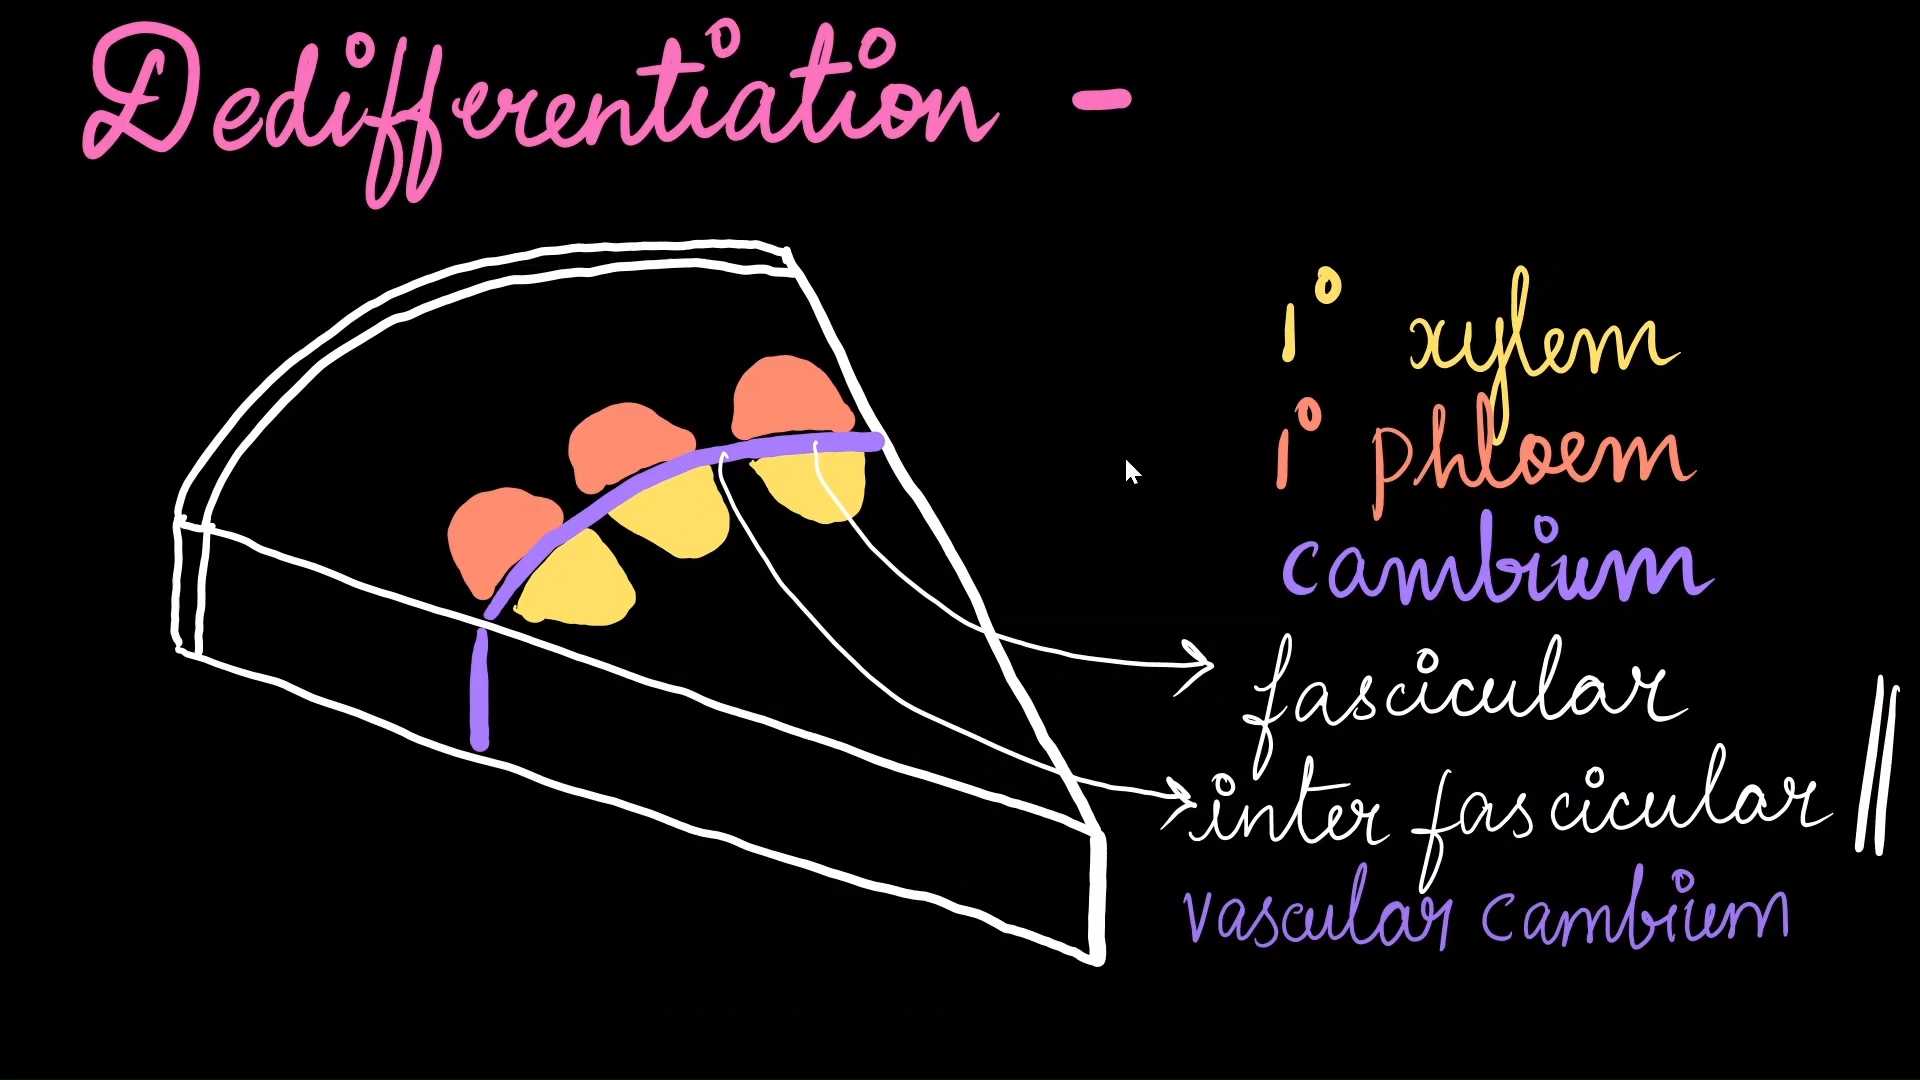 Dedifferentiation -
1° xylem
1° phloem
cambium
fascicular
inter fascicular
vascular cambium